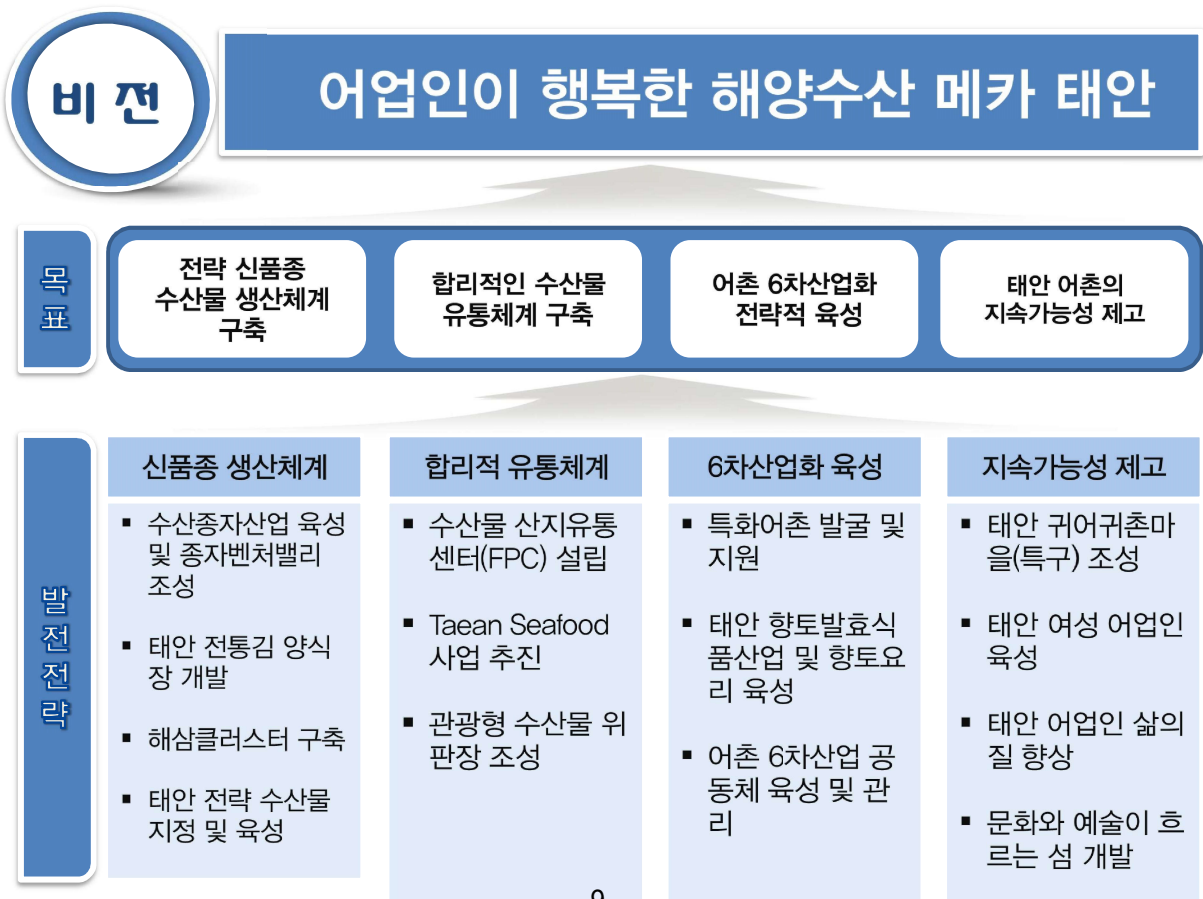 비전
어업인이 행복한 해양수산 메카 태안
목
표
전략 신품종
수산물 생산체계
구축
합리적인 수산물
유통체계 구축
어촌 6차산업화
전략적 육성
태안 어촌의
지속가능성 제고
발
전
전
략
신품종 생산체계
▪ 수산종자산업 육성
및 종자벤처밸리
조성
▪ 태안 전통김 양식
장 개발
▪ 해삼클러스터 구축
▪ 태안 전략 수산물
지정 및 육성
합리적 유통체계
▪ 수산물 산지유통
센터(FPC) 설립
▪ Taean Seafood
사업 추진
▪ 관광형 수산물 위
판장 조성
6차산업화 육성
▪ 특화어촌 발굴 및
지원
▪ 태안 향토발효식
품산업 및 향토요
리 육성
▪ 어촌 6차산업 공
동체 육성 및 관
리
지속가능성 제고
▪ 태안 귀어귀촌마
을(특구) 조성
▪ 태안 여성 어업인
육성
▪ 태안 어업인 삶의
질 향상
▪ 문화와 예술이 흐
르는 섬 개발